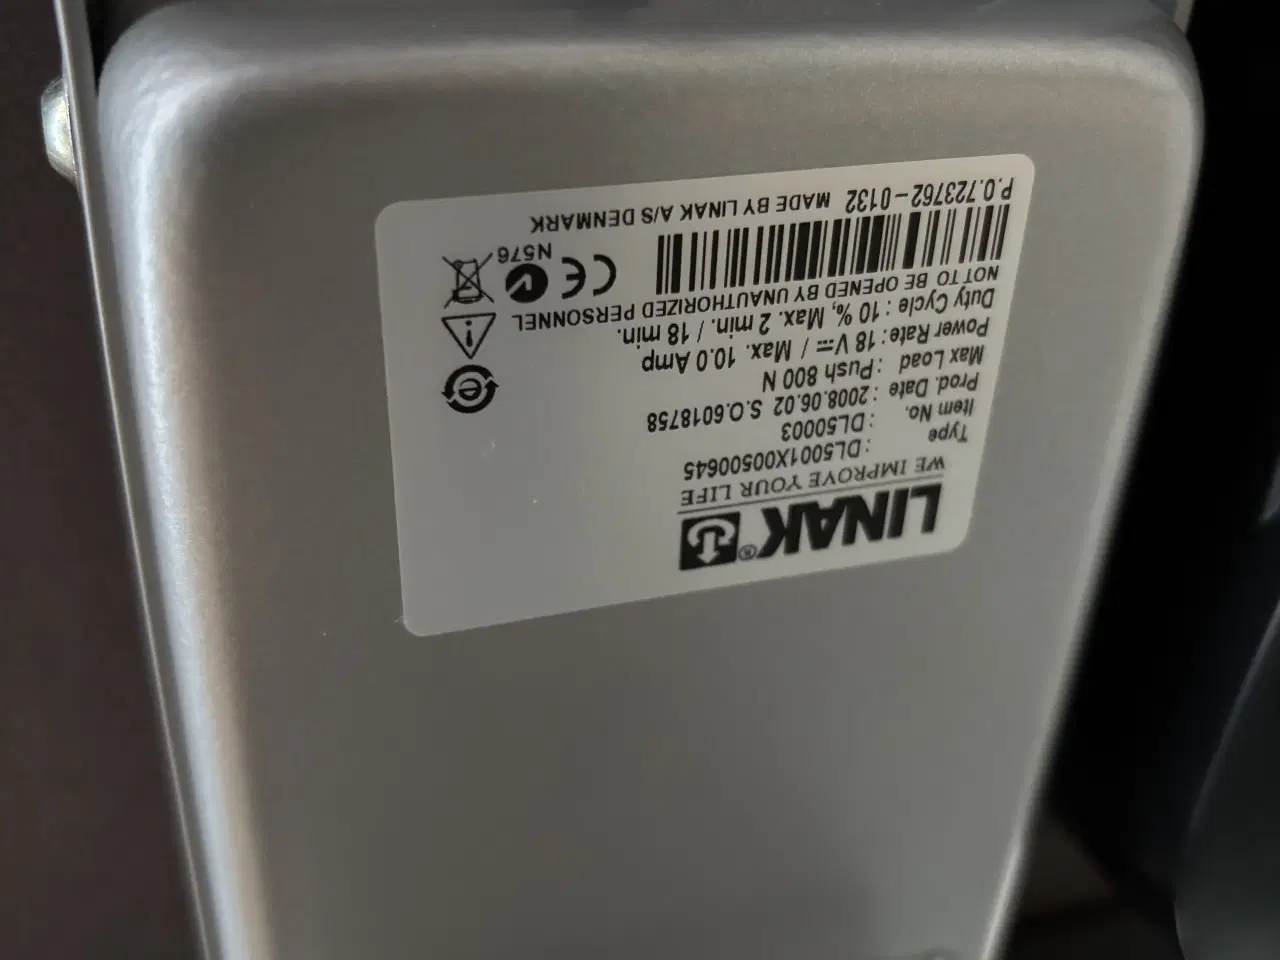 LINAK®
WE IMPROVE YOUR LIFE
Type : DL5001X00500645
Item No. : DL50003
Prod. Date : 2008.06.02 S.O.6018758
Max Load : Push 800 N
Power Rate : 18 V⎓ / Max. 10.0 Amp
Duty Cycle : 10 %, Max. 2 min. / 18 min.
NOT TO BE OPENED BY UNAUTHORIZED PERSONNEL
CE N576
P.O.723762-0132 MADE BY LINAK A/S DENMARK